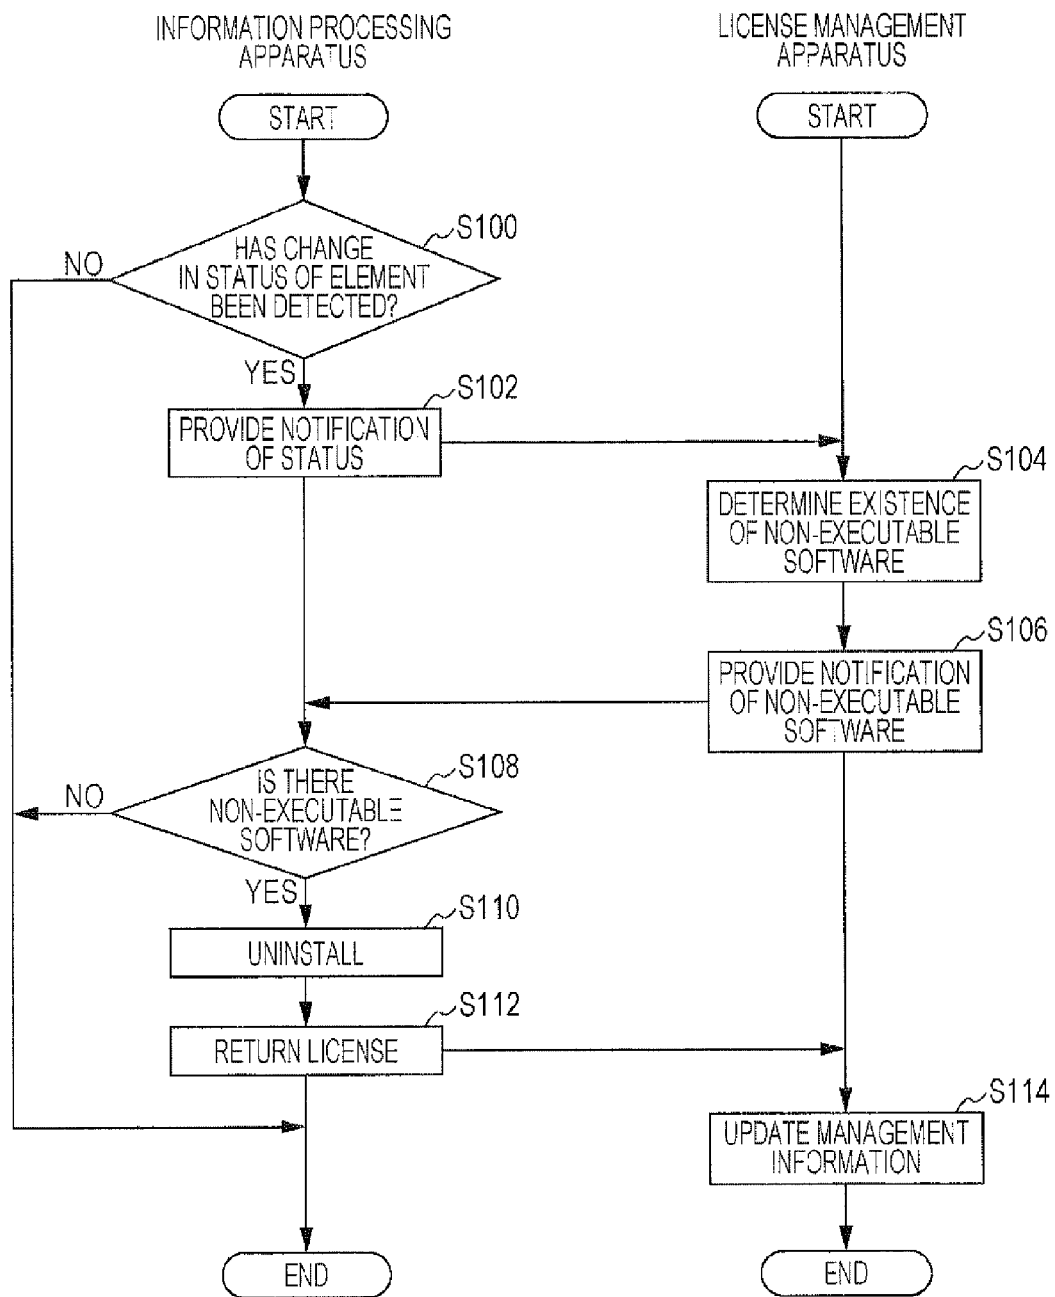 INFORMATION PROCESSING
APPARATUS
LICENSE MANAGEMENT
APPARATUS
START
START
S100
HAS CHANGE
IN STATUS OF ELEMENT
BEEN DETECTED?
NO
YES
S102
PROVIDE NOTIFICATION
OF STATUS
S104
DETERMINE EXISTENCE
OF NON-EXECUTABLE
SOFTWARE
S106
PROVIDE NOTIFICATION
OF NON-EXECUTABLE
SOFTWARE
S108
IS THERE
NON-EXECUTABLE
SOFTWARE?
NO
YES
S110
UNINSTALL
S112
RETURN LICENSE
S114
UPDATE MANAGEMENT
INFORMATION
END
END